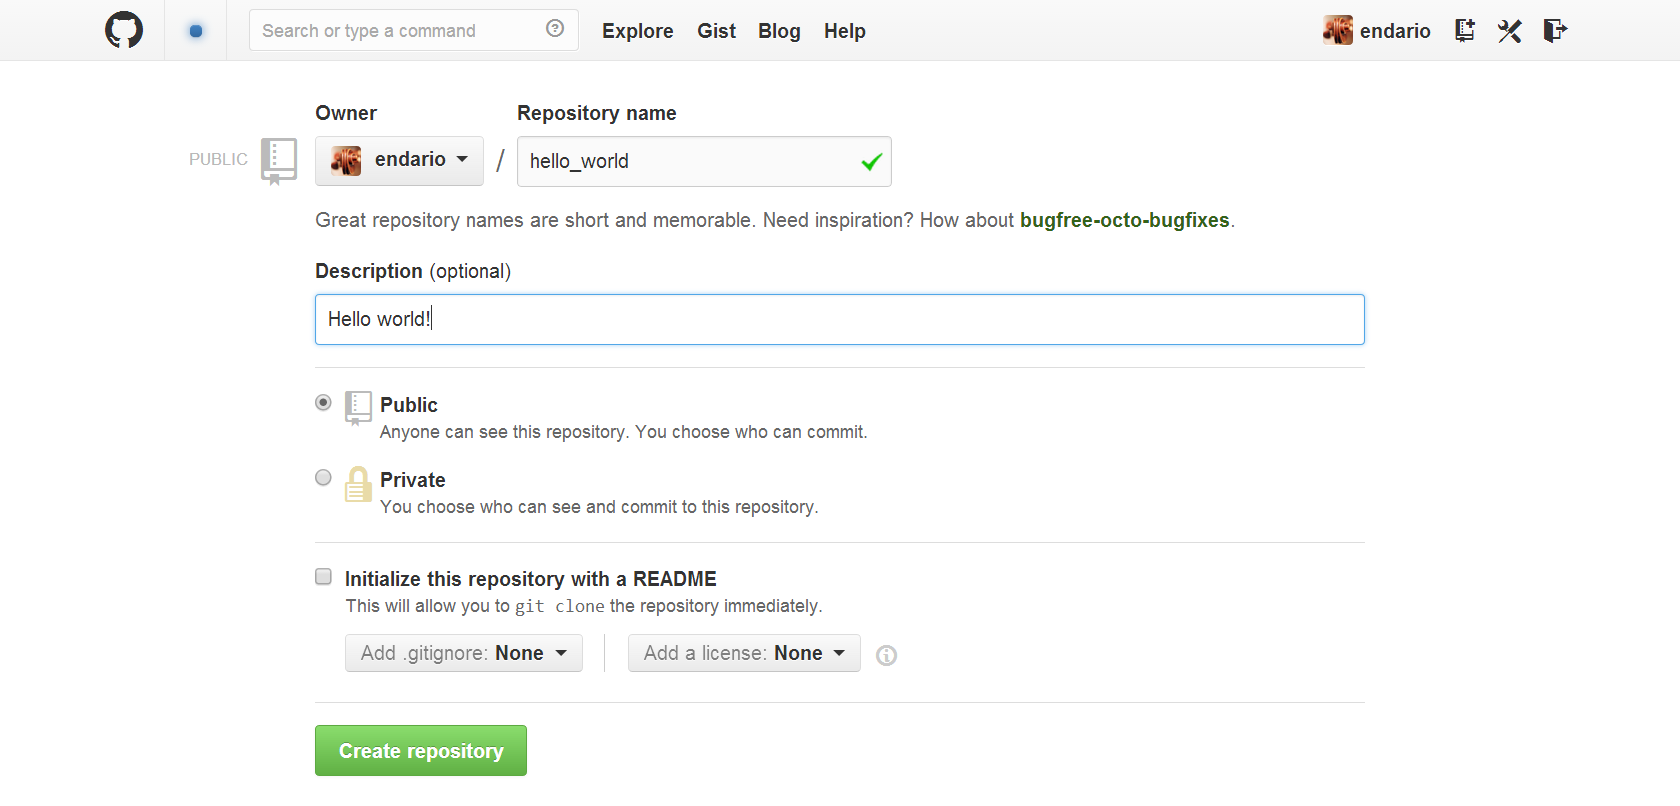 Search or type a command Explore Gist Blog Help endario
Owner Repository name
PUBLIC endario / hello_world
Great repository names are short and memorable. Need inspiration? How about bugfree-octo-bugfixes.
Description (optional)
Hello world!
Public
Anyone can see this repository. You choose who can commit.
Private
You choose who can see and commit to this repository.
Initialize this repository with a README
This will allow you to git clone the repository immediately.
Add .gitignore: None Add a license: None
Create repository